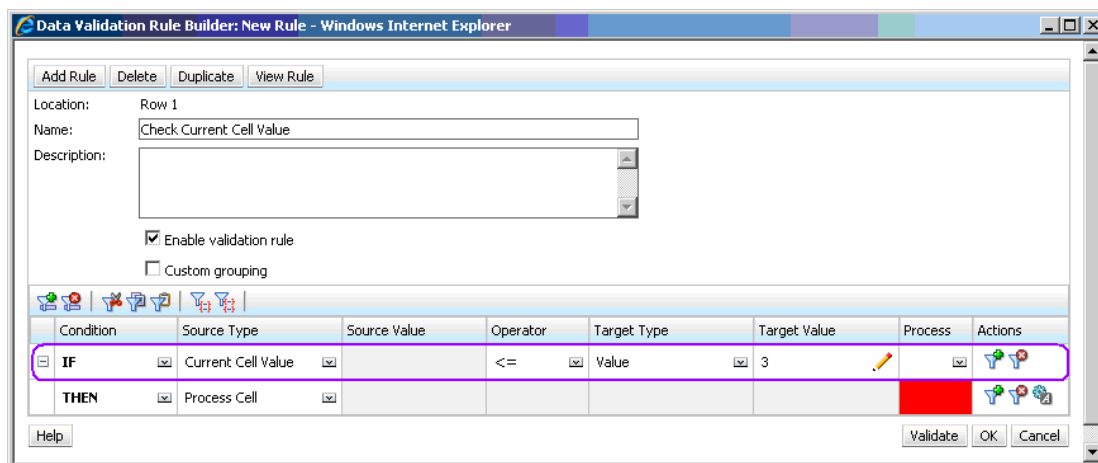 Data Validation Rule Builder: New Rule - Windows Internet Explorer
Add Rule Delete Duplicate View Rule
Location: Row 1
Name: Check Current Cell Value
Description:
Enable validation rule
Custom grouping
Condition Source Type Source Value Operator Target Type Target Value Process Actions
IF Current Cell Value <= Value 3
THEN Process Cell
Help Validate OK Cancel